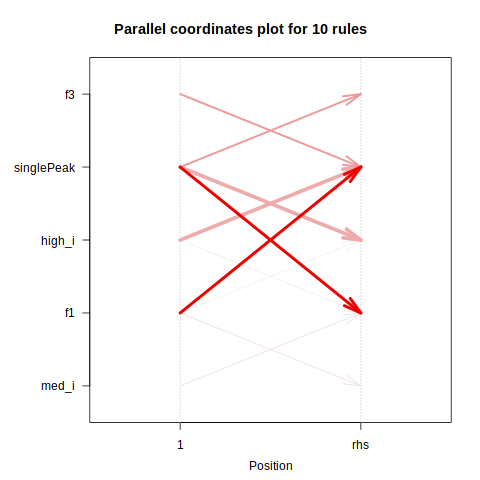 Parallel coordinates plot for 10 rules
f3
singlePeak
high_i
f1
med_i
1
rhs
Position